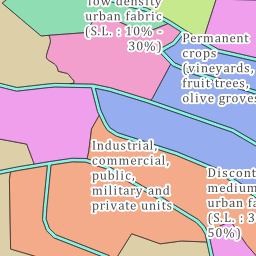 low-density
urban fabric
(S.L. : 10% -
30%)
Permanent
crops
(vineyards,
fruit trees,
olive groves
Industrial,
commercial,
public,
military and
private units
Discont
medium
urban fa
(S.L. : 3
50%)